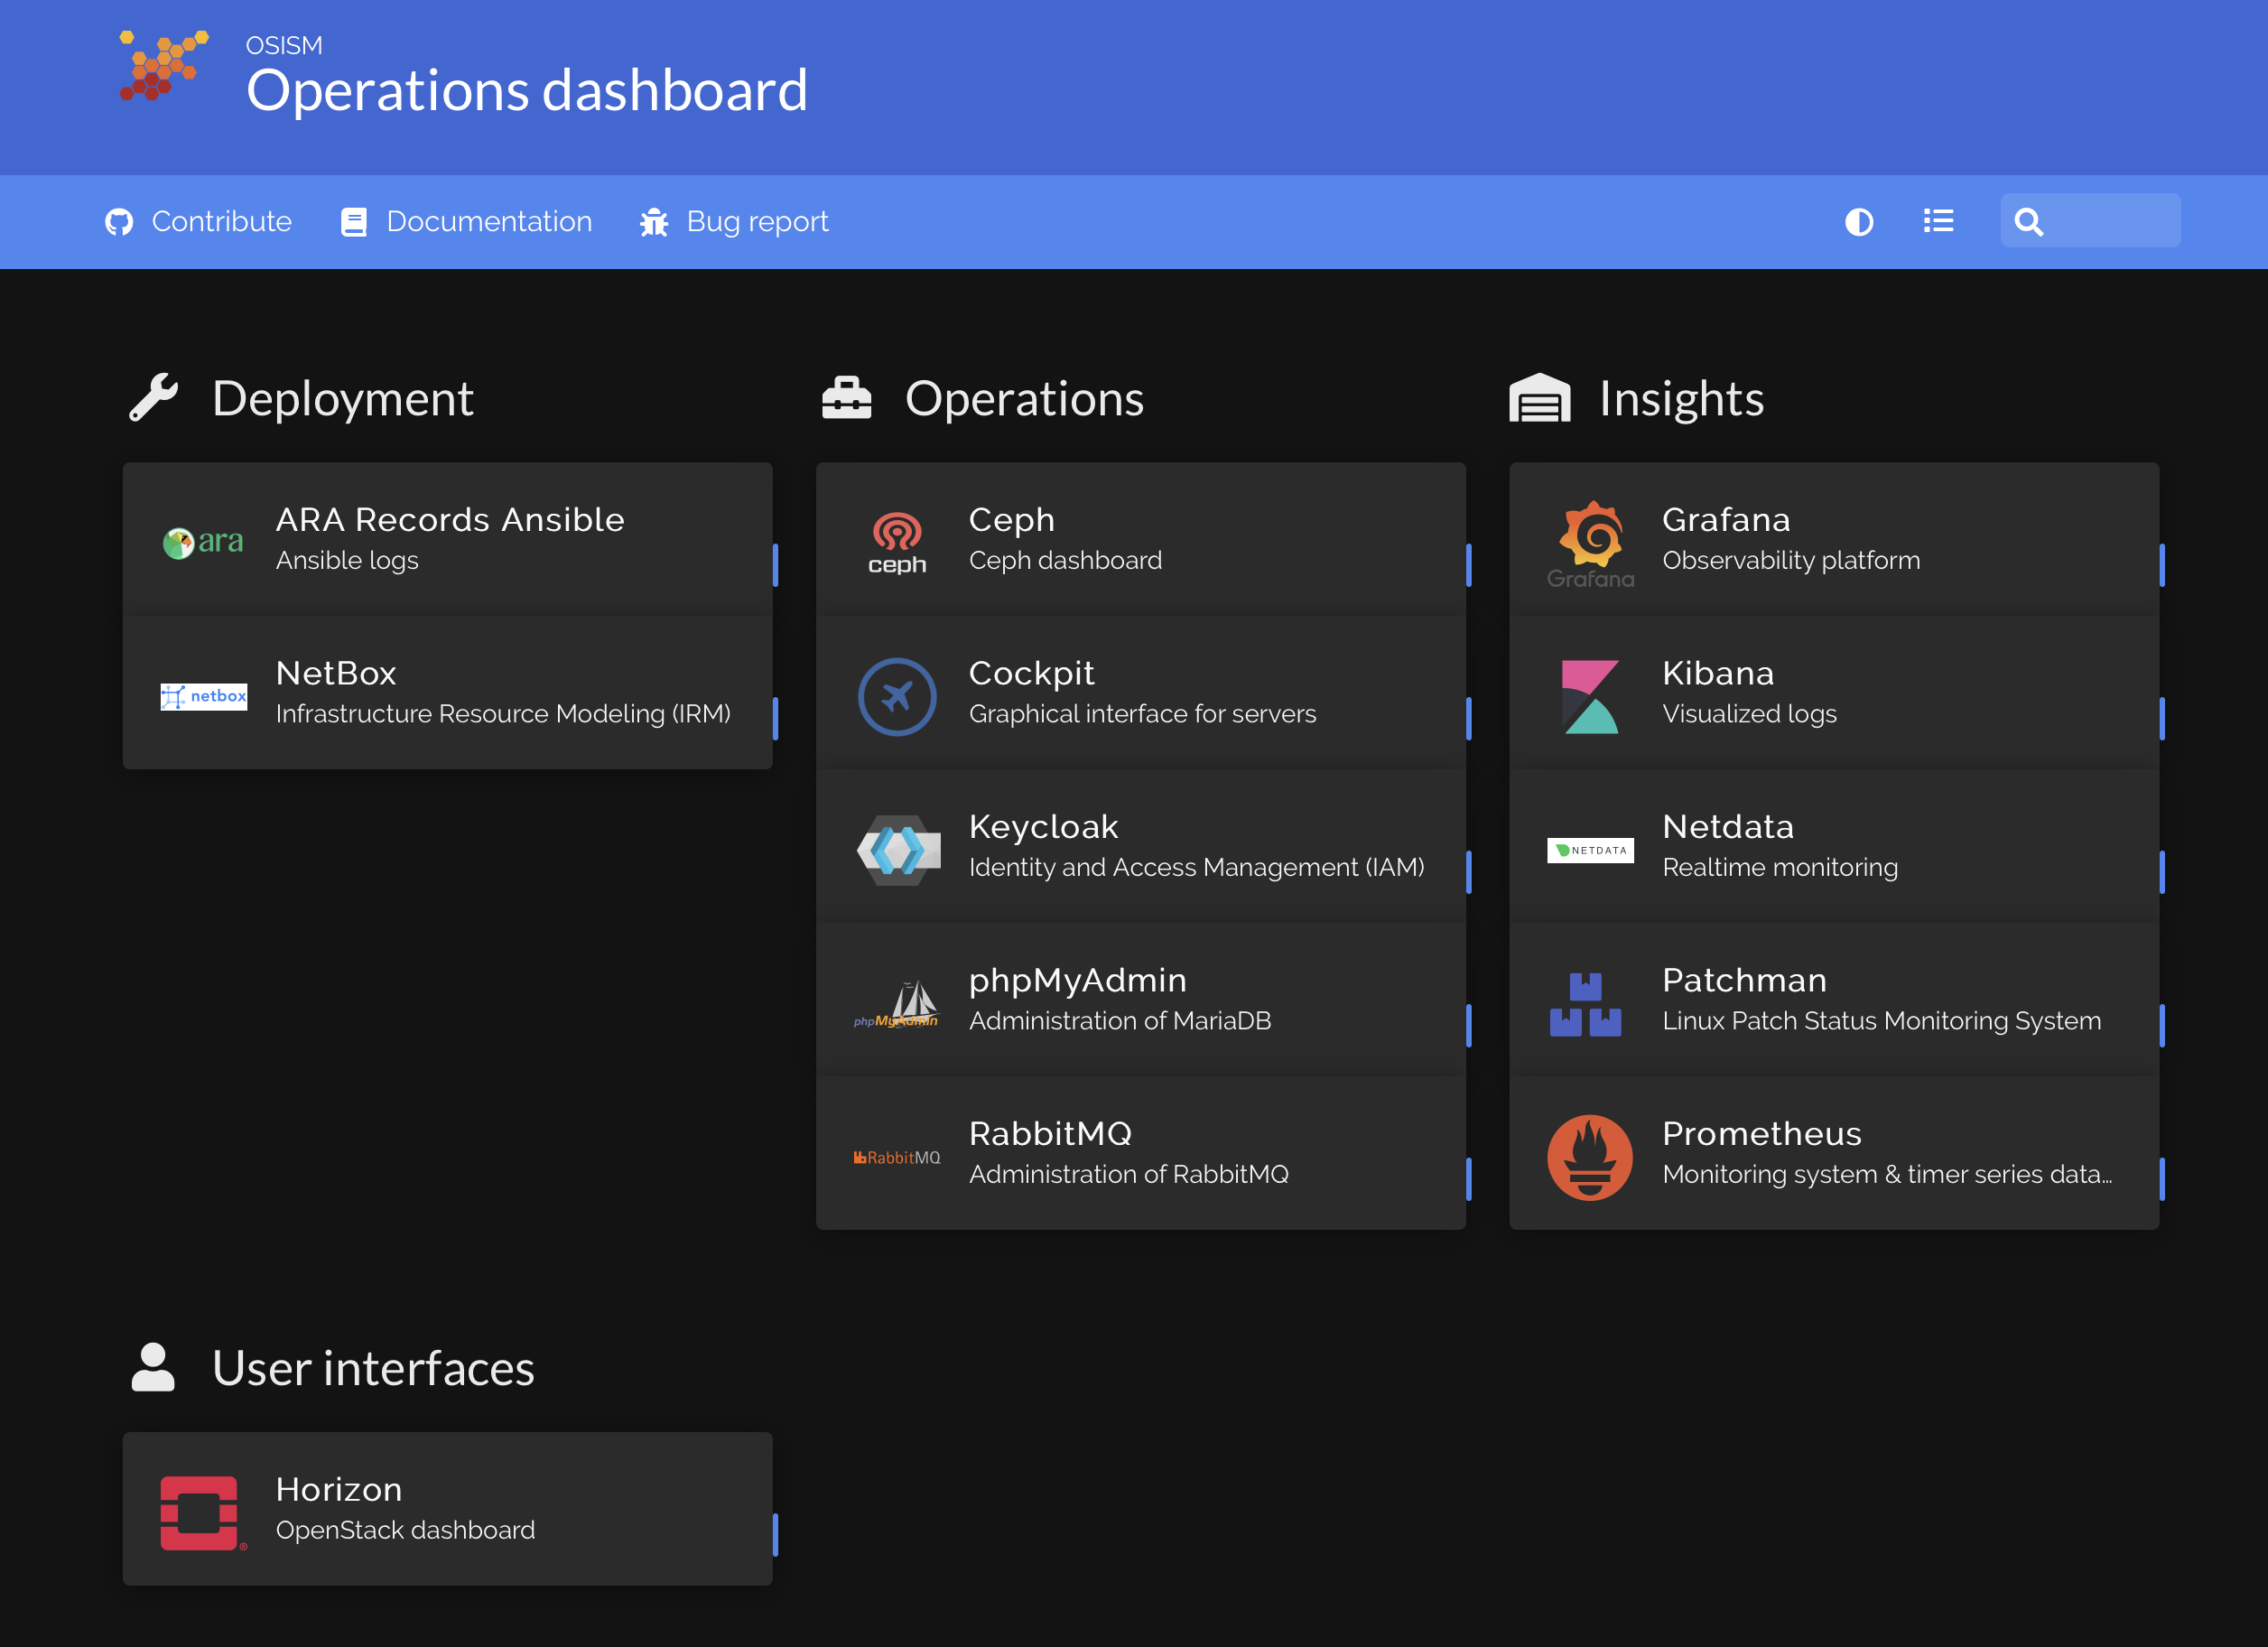 OSISM
Operations dashboard
Contribute
Documentation
Bug report
Deployment
ara
ARA Records Ansible
Ansible logs
netbox
NetBox
Infrastructure Resource Modeling (IRM)
Operations
ceph
Ceph
Ceph dashboard
Cockpit
Graphical interface for servers
Keycloak
Identity and Access Management (IAM)
phpMyAdmin
phpMyAdmin
Administration of MariaDB
RabbitMQ
RabbitMQ
Administration of RabbitMQ
Insights
Grafana
Grafana
Observability platform
Kibana
Visualized logs
NETDATA
Netdata
Realtime monitoring
Patchman
Linux Patch Status Monitoring System
Prometheus
Monitoring system & timer series data...
User interfaces
®
Horizon
OpenStack dashboard